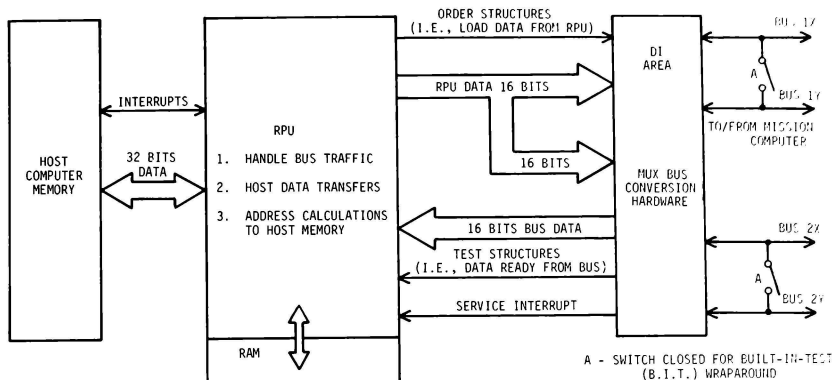 ORDER STRUCTURES
(I.E., LOAD DATA FROM RPU)
INTERRUPTS
HOST
COMPUTER
MEMORY
32 BITS
DATA
RPU
1. HANDLE BUS TRAFFIC
2. HOST DATA TRANSFERS
3. ADDRESS CALCULATIONS
TO HOST MEMORY
RAM
RPU DATA 16 BITS
16 BITS
16 BITS BUS DATA
TEST STRUCTURES
(I.E., DATA READY FROM BUS)
SERVICE INTERRUPT
DI
AREA
MUX BUS
CONVERSION
HARDWARE
BUS 1X
A
BUS 1Y
TO/FROM MISSION
COMPUTER
BUS 2X
A
BUS 2Y
A - SWITCH CLOSED FOR BUILT-IN-TEST
(B.I.T.) WRAPAROUND